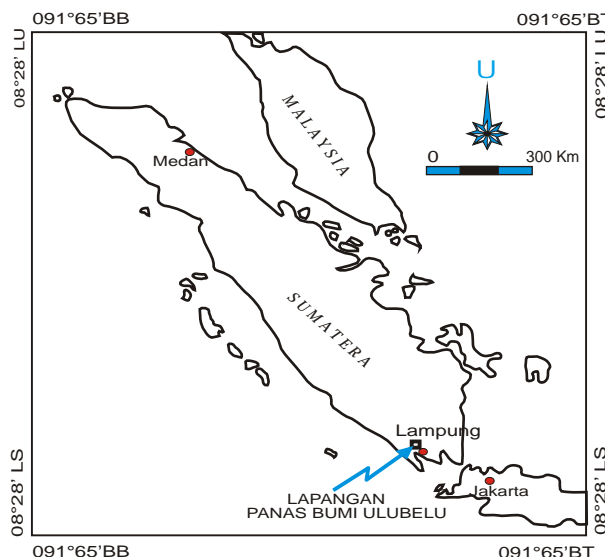 091°65'BB
091°65'BT
08°28' LU
08°28' LU
U
MALAYSIA
0 300 Km
Medan
SUMATERA
Lampung
Jakarta
LAPANGAN
PANAS BUMI ULUBELU
08°28' LS
08°28' LS
091°65'BB
091°65'BT